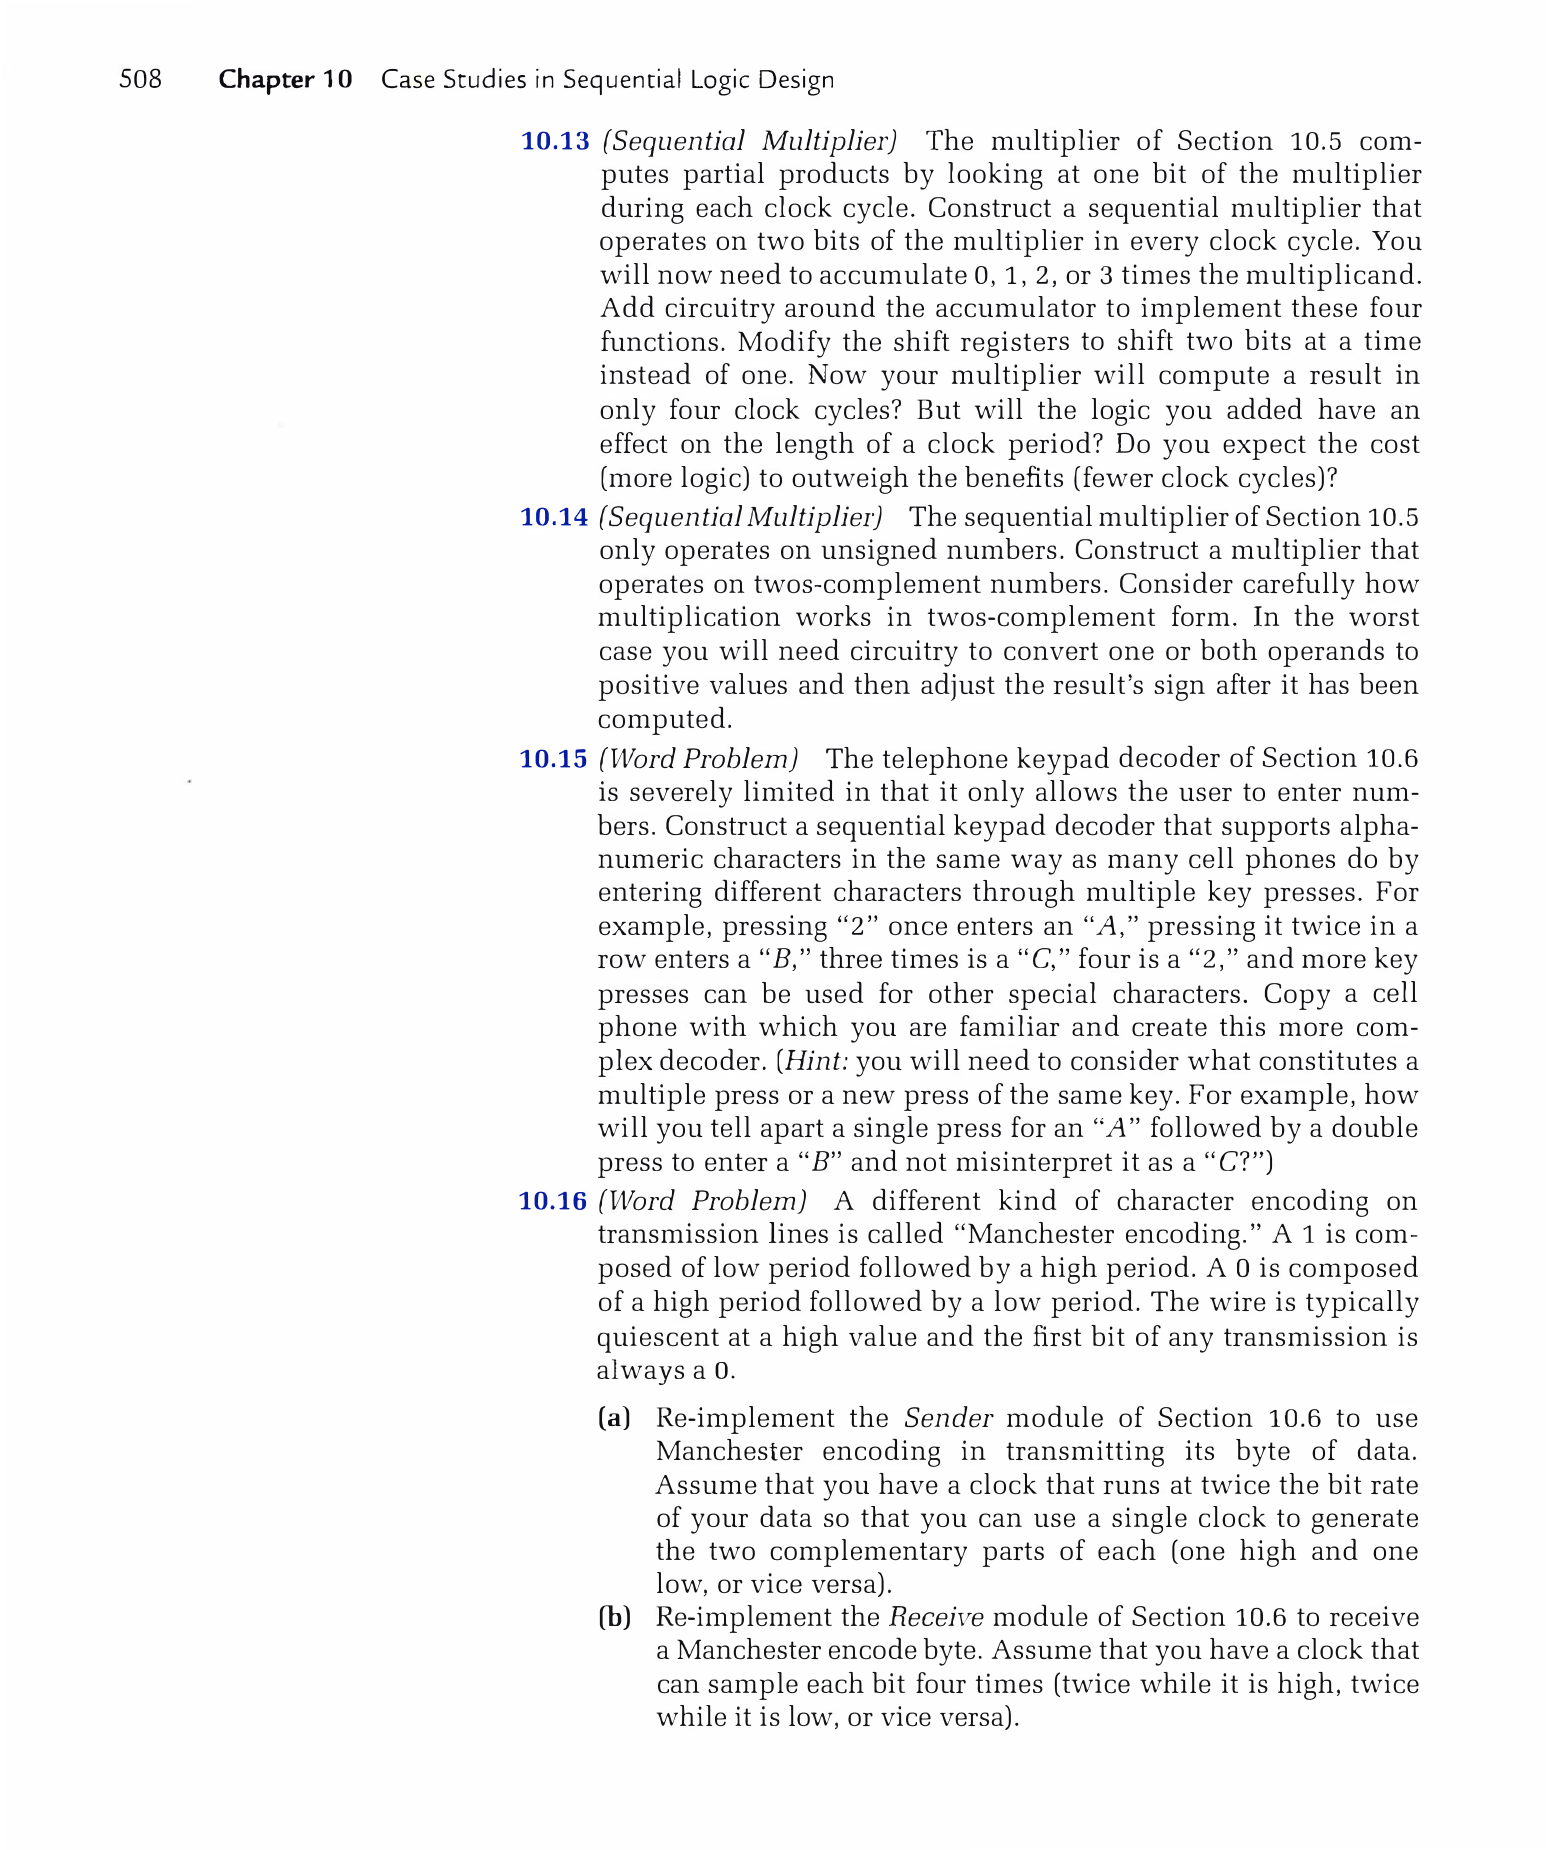 508 Chapter 10 Case Studies in Sequential Logic Design
10.13 (Sequential Multiplier) The multiplier of Section 10.5 com-
putes partial products by looking at one bit of the multiplier
during each clock cycle. Construct a sequential multiplier that
operates on two bits of the multiplier in every clock cycle. You
will now need to accumulate 0, 1, 2, or 3 times the multiplicand.
Add circuitry around the accumulator to implement these four
functions. Modify the shift registers to shift two bits at a time
instead of one. Now your multiplier will compute a result in
only four clock cycles? But will the logic you added have an
effect on the length of a clock period? Do you expect the cost
(more logic) to outweigh the benefits (fewer clock cycles)?
10.14 (Sequential Multiplier) The sequential multiplier of Section 10.5
only operates on unsigned numbers. Construct a multiplier that
operates on twos-complement numbers. Consider carefully how
multiplication works in twos-complement form. In the worst
case you will need circuitry to convert one or both operands to
positive values and then adjust the result's sign after it has been
computed.
10.15 (Word Problem) The telephone keypad decoder of Section 10.6
is severely limited in that it only allows the user to enter num-
bers. Construct a sequential keypad decoder that supports alpha-
numeric characters in the same way as many cell phones do by
entering different characters through multiple key presses. For
example, pressing “2” once enters an “A,” pressing it twice in a
row enters a “B,” three times is a “C,” four is a “2,” and more key
presses can be used for other special characters. Copy a cell
phone with which you are familiar and create this more com-
plex decoder. (Hint: you will need to consider what constitutes a
multiple press or a new press of the same key. For example, how
will you tell apart a single press for an “A” followed by a double
press to enter a “B” and not misinterpret it as a “C?”)
10.16 (Word Problem) A different kind of character encoding on
transmission lines is called “Manchester encoding.” A 1 is com-
posed of low period followed by a high period. A 0 is composed
of a high period followed by a low period. The wire is typically
quiescent at a high value and the first bit of any transmission is
always a 0.
(a) Re-implement the Sender module of Section 10.6 to use
Manchester encoding in transmitting its byte of data.
Assume that you have a clock that runs at twice the bit rate
of your data so that you can use a single clock to generate
the two complementary parts of each (one high and one
low, or vice versa).
(b) Re-implement the Receive module of Section 10.6 to receive
a Manchester encode byte. Assume that you have a clock that
can sample each bit four times (twice while it is high, twice
while it is low, or vice versa).